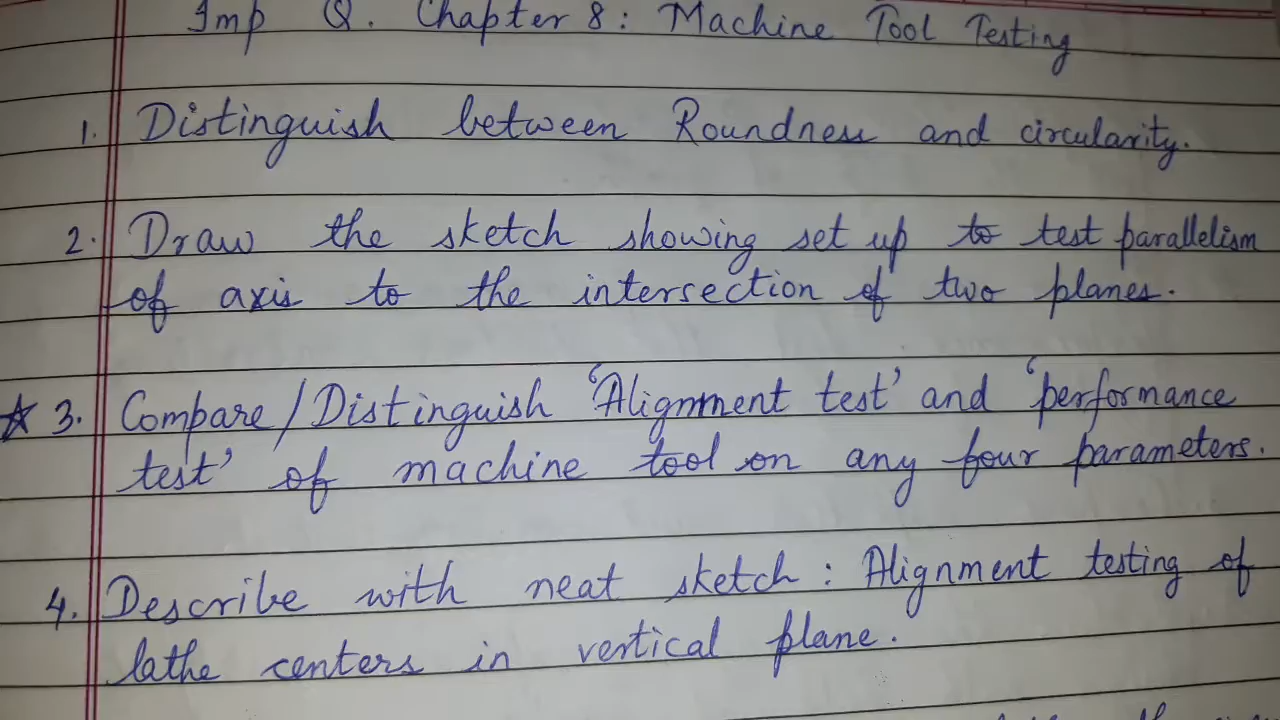 Imp Q. Chapter 8: Machine Tool Testing
1. Distinguish between Roundness and circularity.
2. Draw the sketch showing set up to test parallelism
of axis to the intersection of two planes.
☆ 3. Compare/Distinguish 'Alignment test' and 'performance
test' of machine tool on any four parameters.
4. Describe with neat sketch: Alignment testing of
lathe centers in vertical plane.